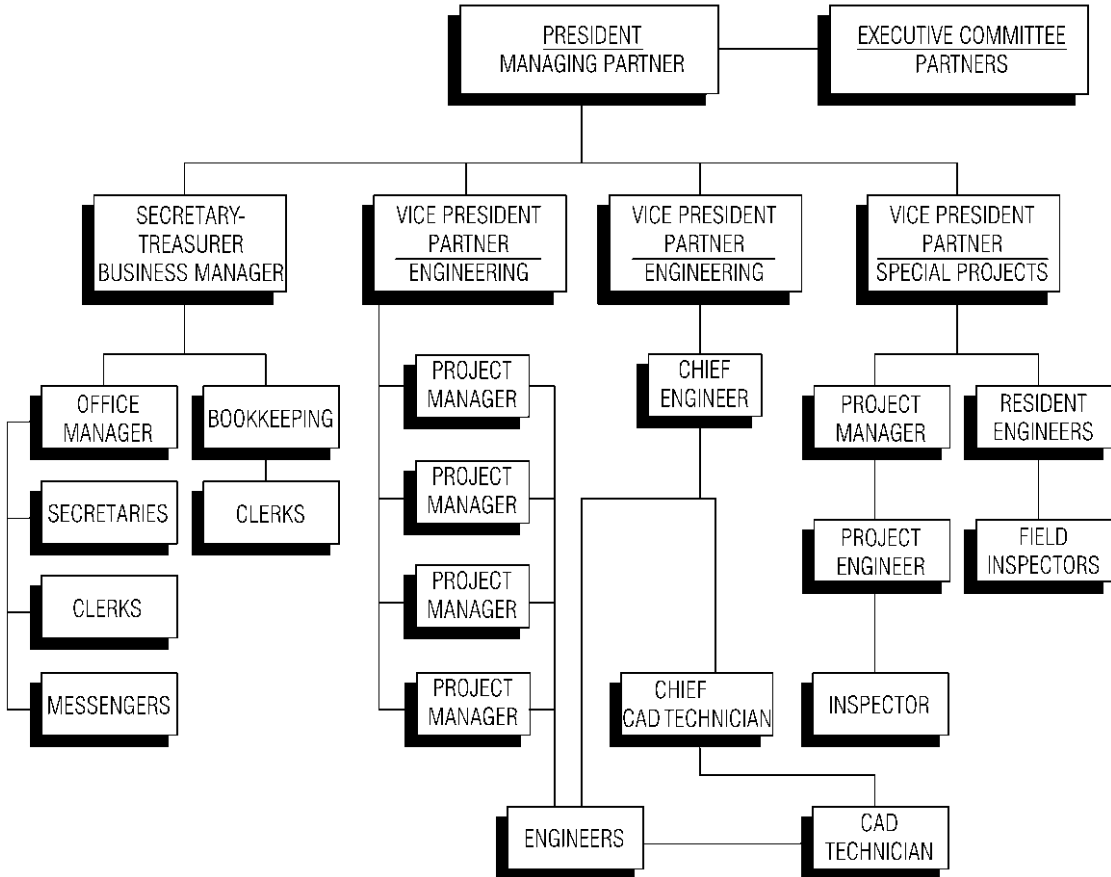 PRESIDENT
MANAGING PARTNER
EXECUTIVE COMMITTEE
PARTNERS
SECRETARY-
TREASURER
BUSINESS MANAGER
VICE PRESIDENT
PARTNER
ENGINEERING
VICE PRESIDENT
PARTNER
ENGINEERING
VICE PRESIDENT
PARTNER
SPECIAL PROJECTS
OFFICE
MANAGER
BOOKKEEPING
SECRETARIES
CLERKS
CLERKS
MESSENGERS
PROJECT
MANAGER
PROJECT
MANAGER
PROJECT
MANAGER
PROJECT
MANAGER
CHIEF
ENGINEER
CHIEF
CAD TECHNICIAN
PROJECT
MANAGER
RESIDENT
ENGINEERS
PROJECT
ENGINEER
FIELD
INSPECTORS
INSPECTOR
ENGINEERS
CAD
TECHNICIAN